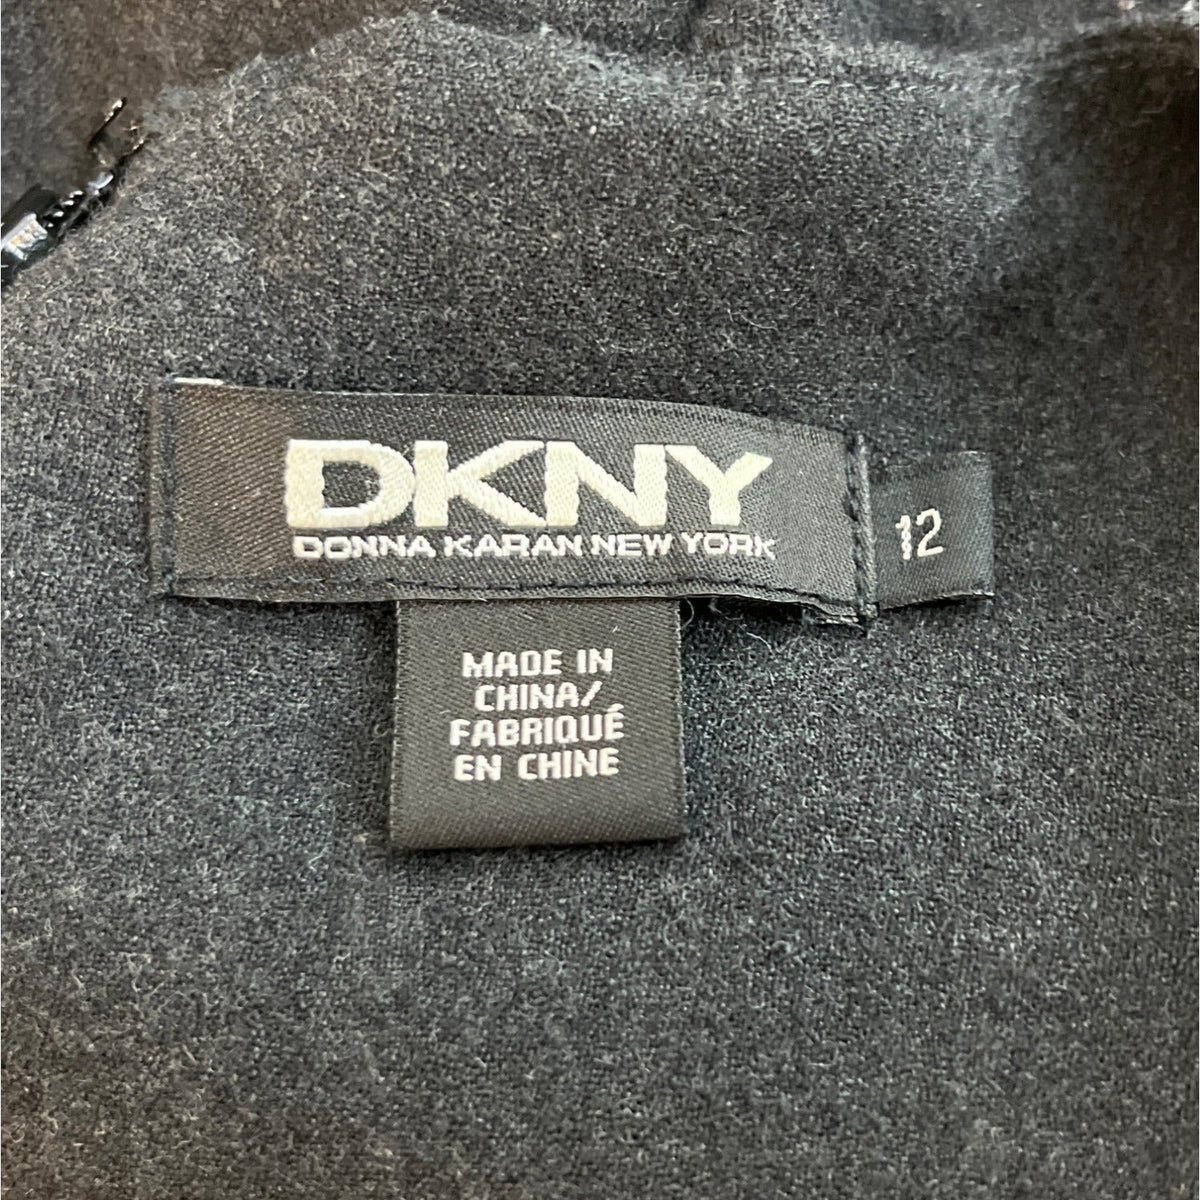 DKNY
DONNA KARAN NEW YORK
12
MADE IN
CHINA/
FABRIQUÉ
EN CHINE